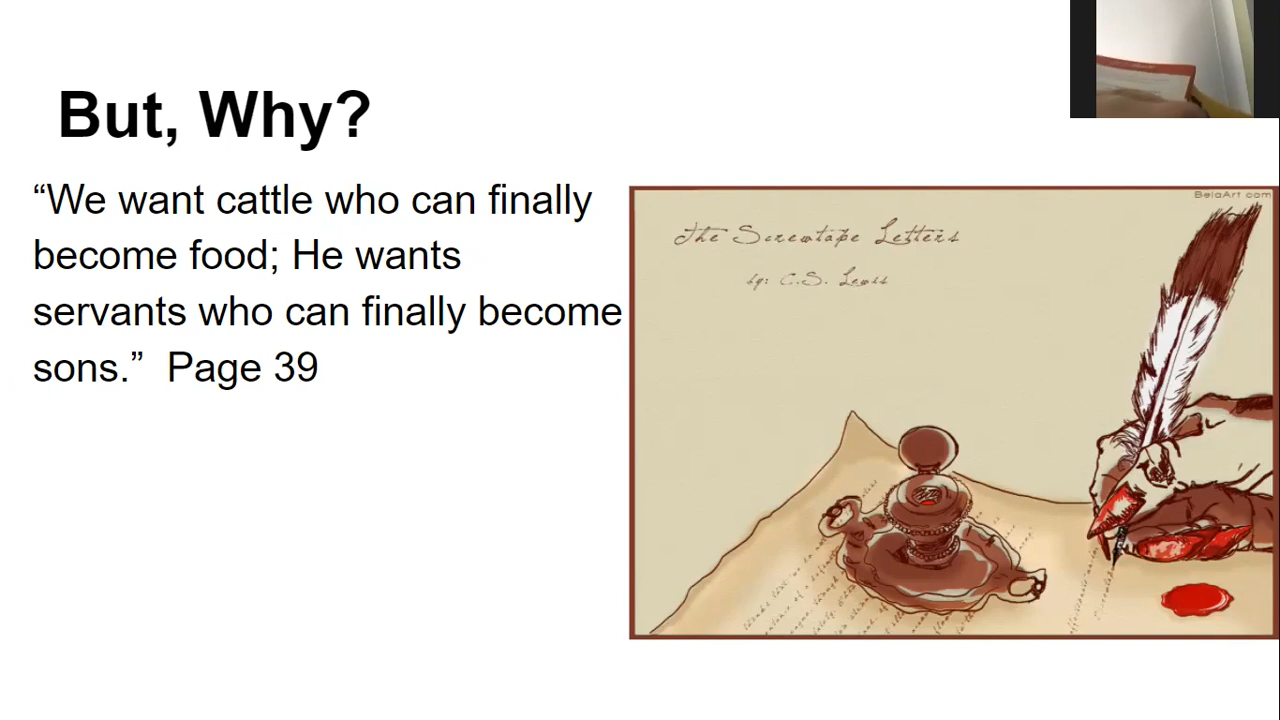 But, Why?
“We want cattle who can finally
become food; He wants
servants who can finally become
sons.”  Page 39
BelaArt.com
The Screwtape Letters
by: C.S. Lewis